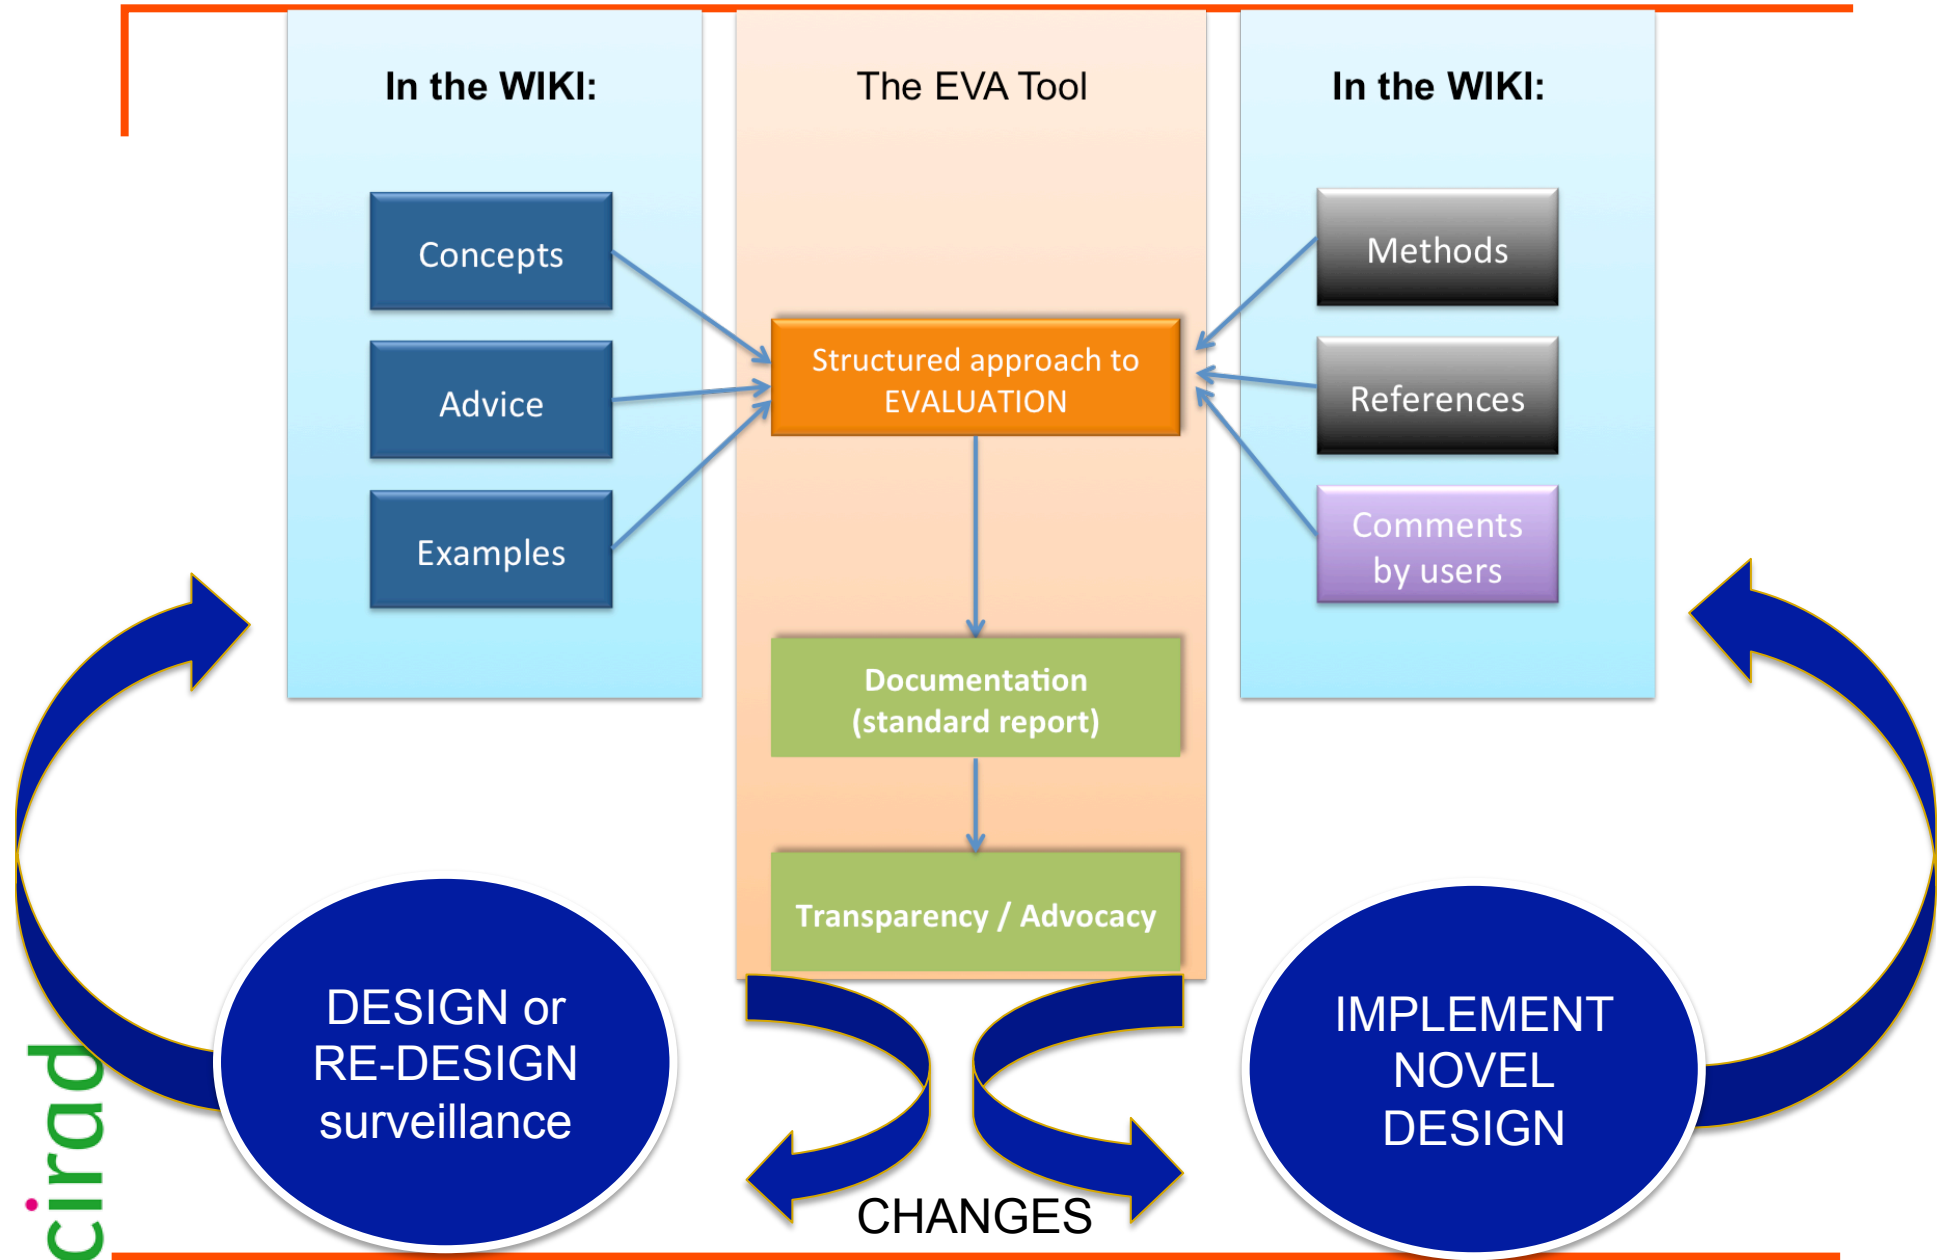 In the WIKI:
Concepts
Advice
Examples
The EVA Tool
Structured approach to
EVALUATION
Documentation
(standard report)
Transparency / Advocacy
In the WIKI:
Methods
References
Comments
by users
DESIGN or
RE-DESIGN
surveillance
CHANGES
IMPLEMENT
NOVEL
DESIGN
cirad